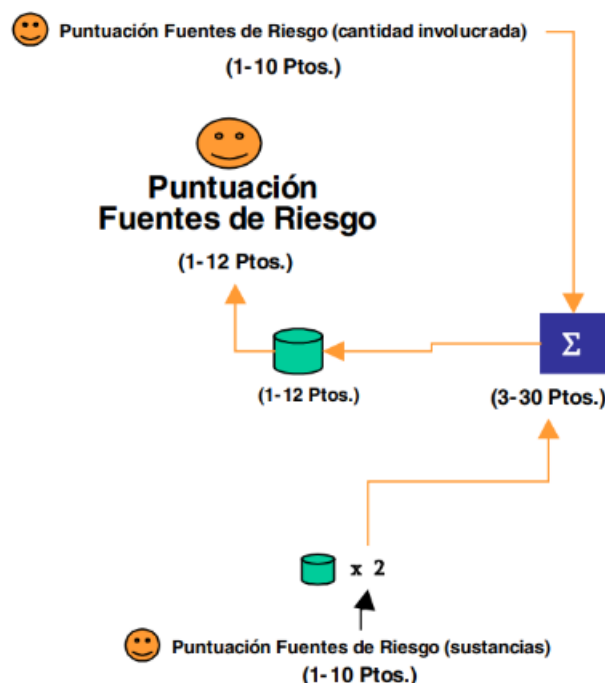 Puntuación Fuentes de Riesgo (cantidad involucrada)
(1-10 Ptos.)
Puntuación
Fuentes de Riesgo
(1-12 Ptos.)
Σ
(1-12 Ptos.)
(3-30 Ptos.)
x 2
Puntuación Fuentes de Riesgo (sustancias)
(1-10 Ptos.)